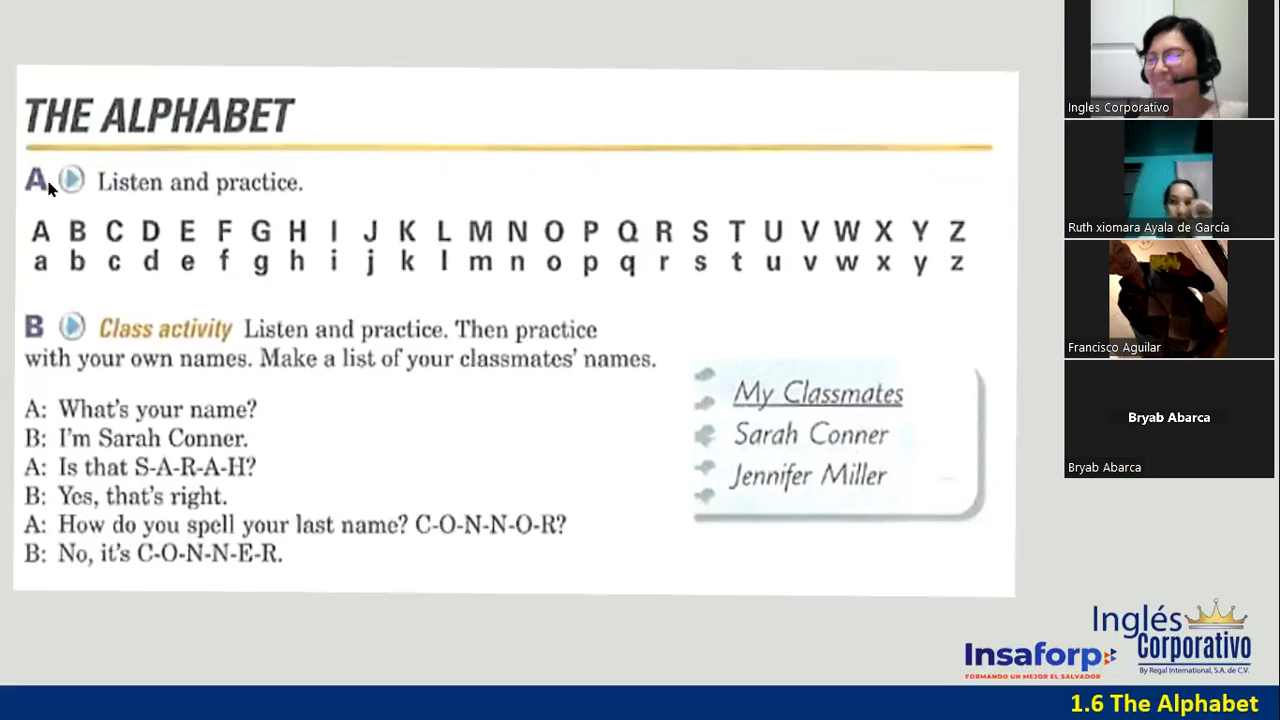 THE ALPHABET
A Listen and practice.
A B C D E F G H I J K L M N O P Q R S T U V W X Y Z
a b c d e f g h i j k l m n o p q r s t u v w x y z
B Class activity Listen and practice. Then practice
with your own names. Make a list of your classmates' names.
A: What's your name?
B: I'm Sarah Conner.
A: Is that S-A-R-A-H?
B: Yes, that's right.
A: How do you spell your last name? C-O-N-N-O-R?
B: No, it's C-O-N-N-E-R.
My Classmates
Sarah Conner
Jennifer Miller
Ingles Corporativo
Ruth xiomara Ayala de García
Francisco Aguilar
Bryab Abarca
Bryab Abarca
Insaforp
FORMANDO UN MEJOR EL SALVADOR
Inglés
Corporativo
By Regal International, S.A. de C.V.
1.6 The Alphabet